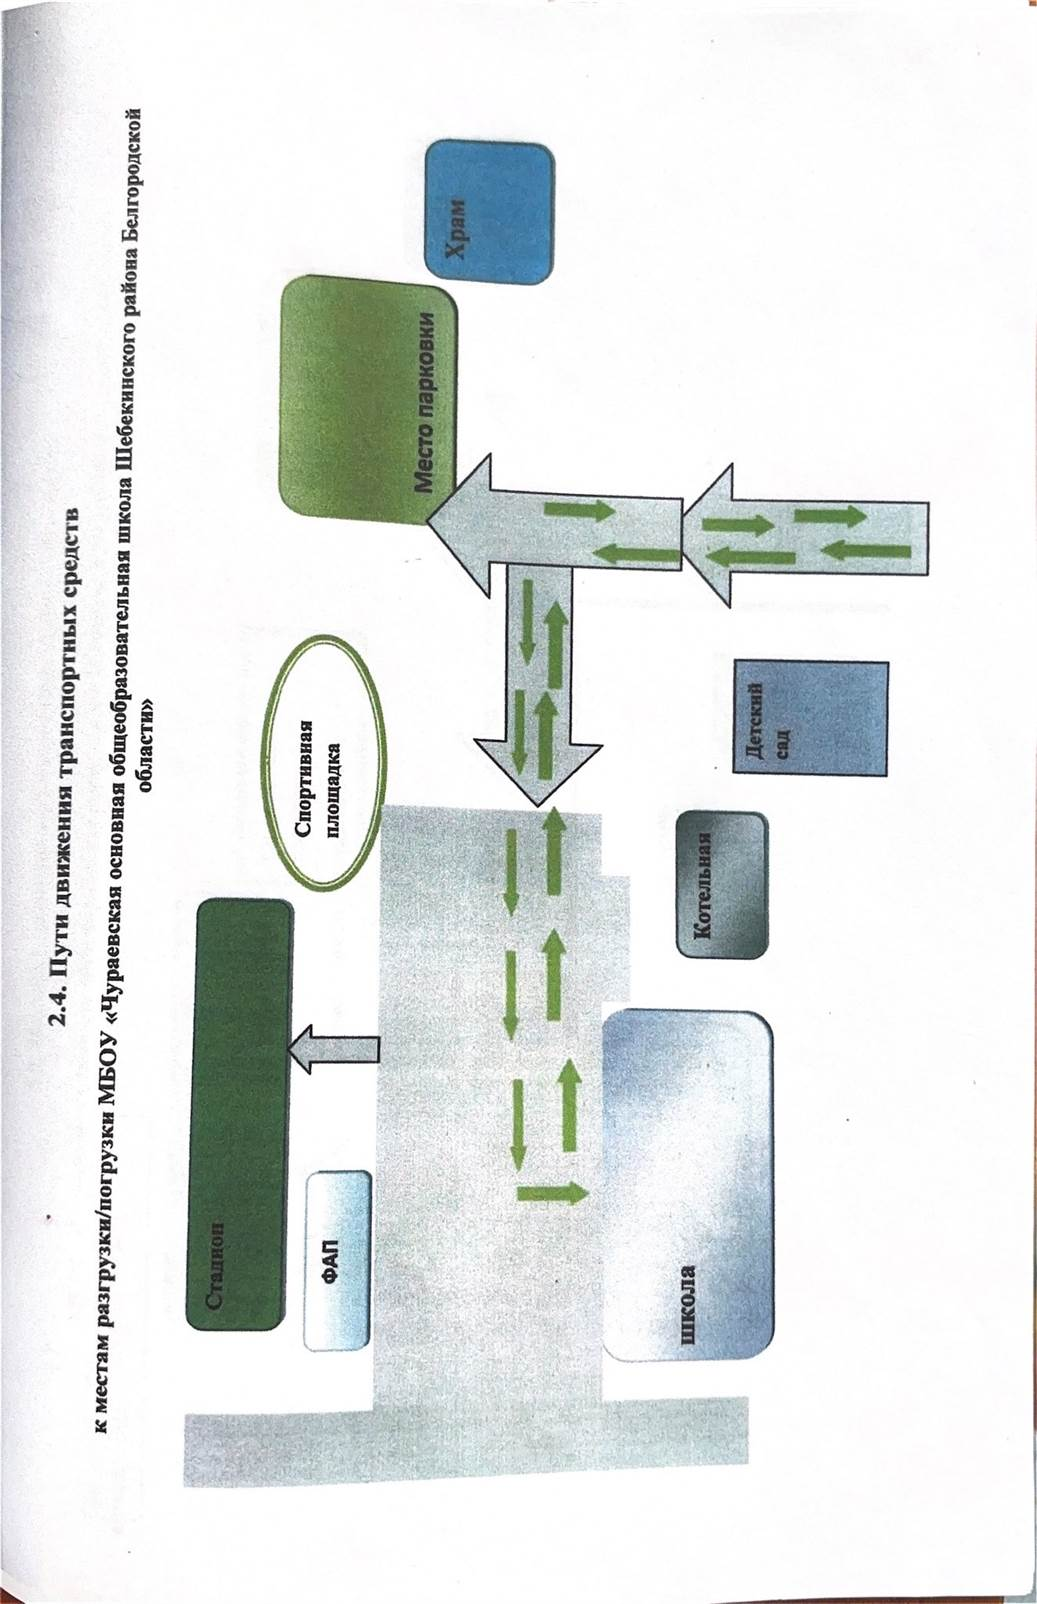 2.4. Пути движения транспортных средств
к местам разгрузки/погрузки МБОУ «Чураевская основная общеобразовательная школа Шебекинского района Белгородской
области»
Стадион
ФАП
Спортивная
площадка
Место парковки
Храм
школа
Котельная
Детский
сад